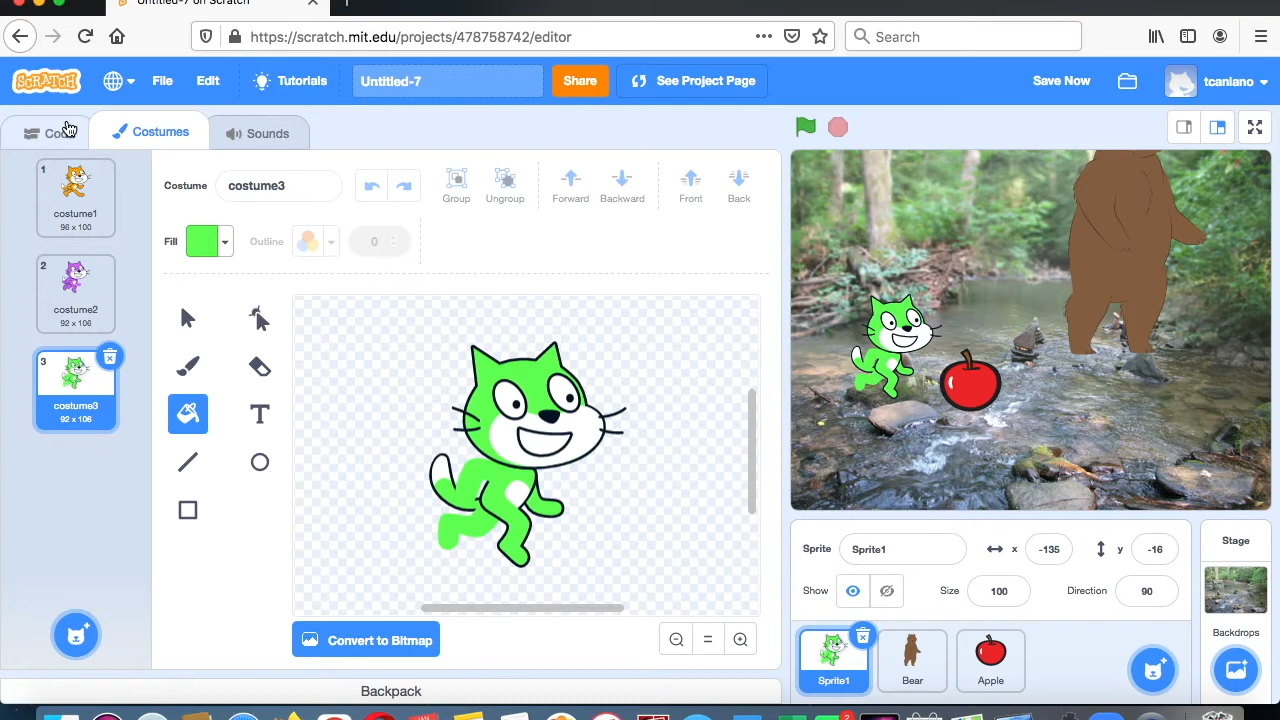 Untitled-7 on Scratch
https://scratch.mit.edu/projects/478758742/editor
Search
SCRATCH
File
Edit
Tutorials
Untitled-7
Share
See Project Page
Save Now
tcaniano
Costumes
Sounds
1
costume1
96 x 100
2
costume2
92 x 106
3
costume3
92 x 106
Costume
costume3
Group
Ungroup
Forward
Backward
Front
Back
Fill
Outline
0
T
Convert to Bitmap
Backpack
Sprite
Sprite1
x
-135
y
-16
Show
Size
100
Direction
90
Sprite1
Bear
Apple
Stage
Backdrops
2